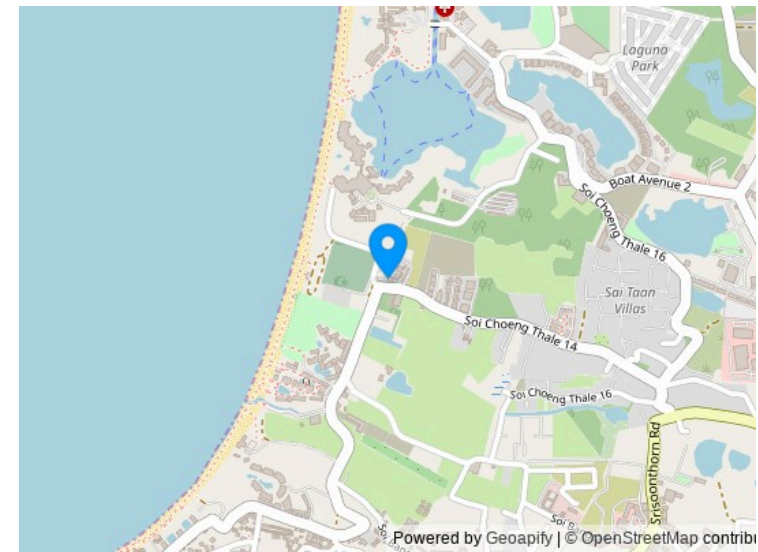 Laguna
Park
Boat Avenue 2
Soi Choeng Thale 16
Sai Taan
Villas
Soi Choeng Thale 14
Soi Choeng Thale 16
Srisoonthorn Rd
Powered by Geoapify | © OpenStreetMap contribu